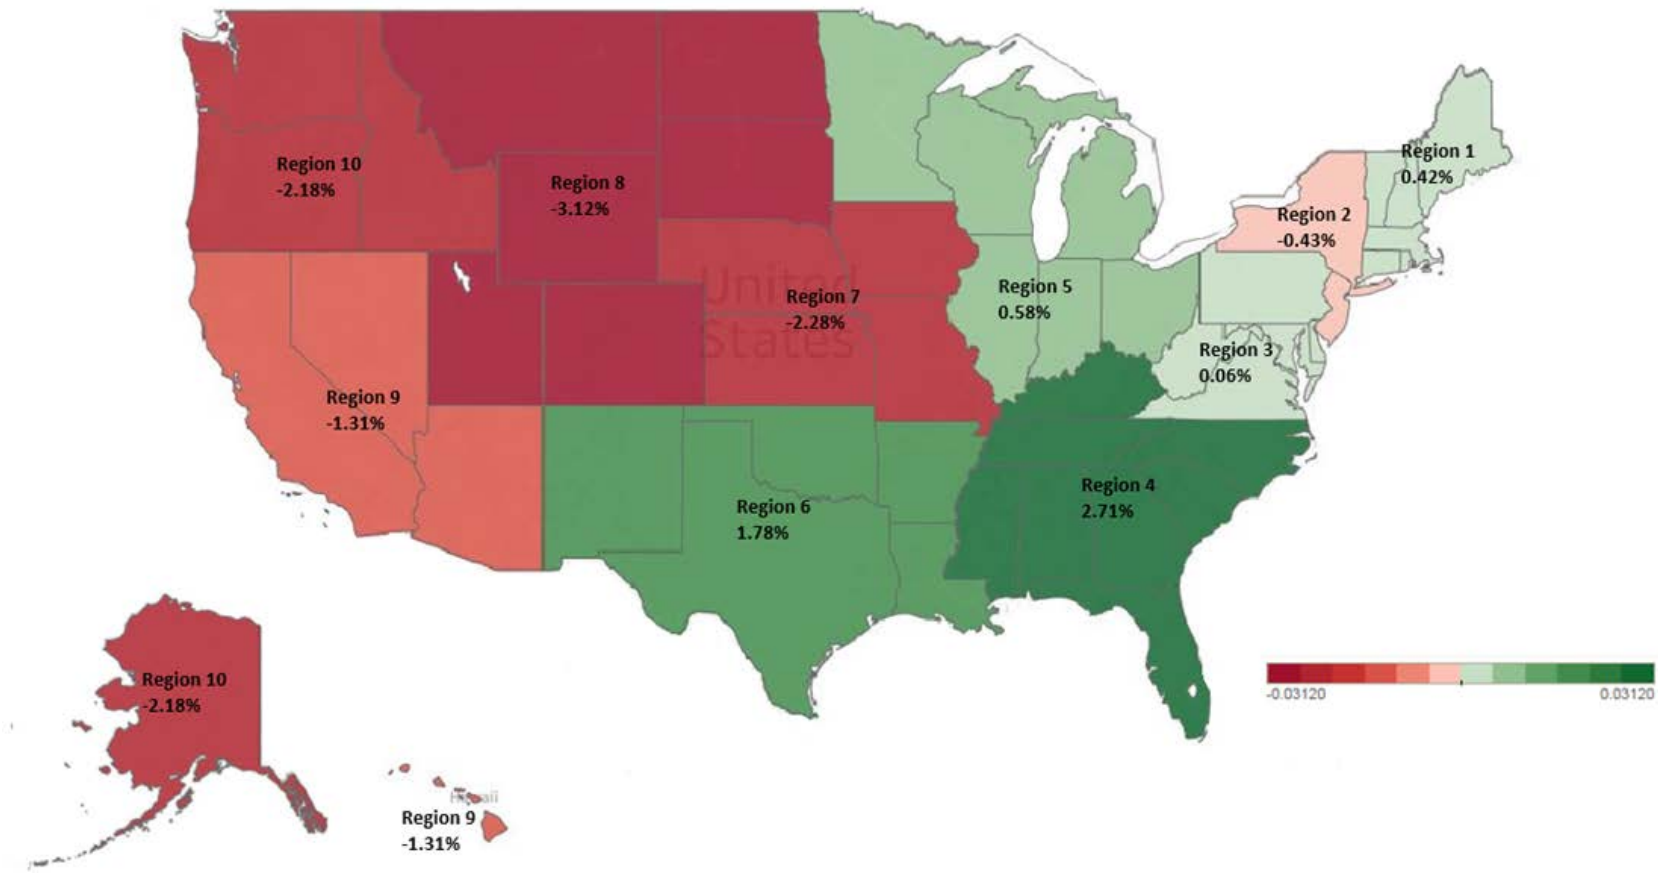 Region 1
0.42%
Region 10
-2.18%
Region 8
-3.12%
Region 2
-0.43%
United
States
Region 7
-2.28%
Region 5
0.58%
Region 3
0.06%
Region 9
-1.31%
Region 4
2.71%
Region 6
1.78%
-0.03120
0.03120
Region 10
-2.18%
Hawaii
Region 9
-1.31%